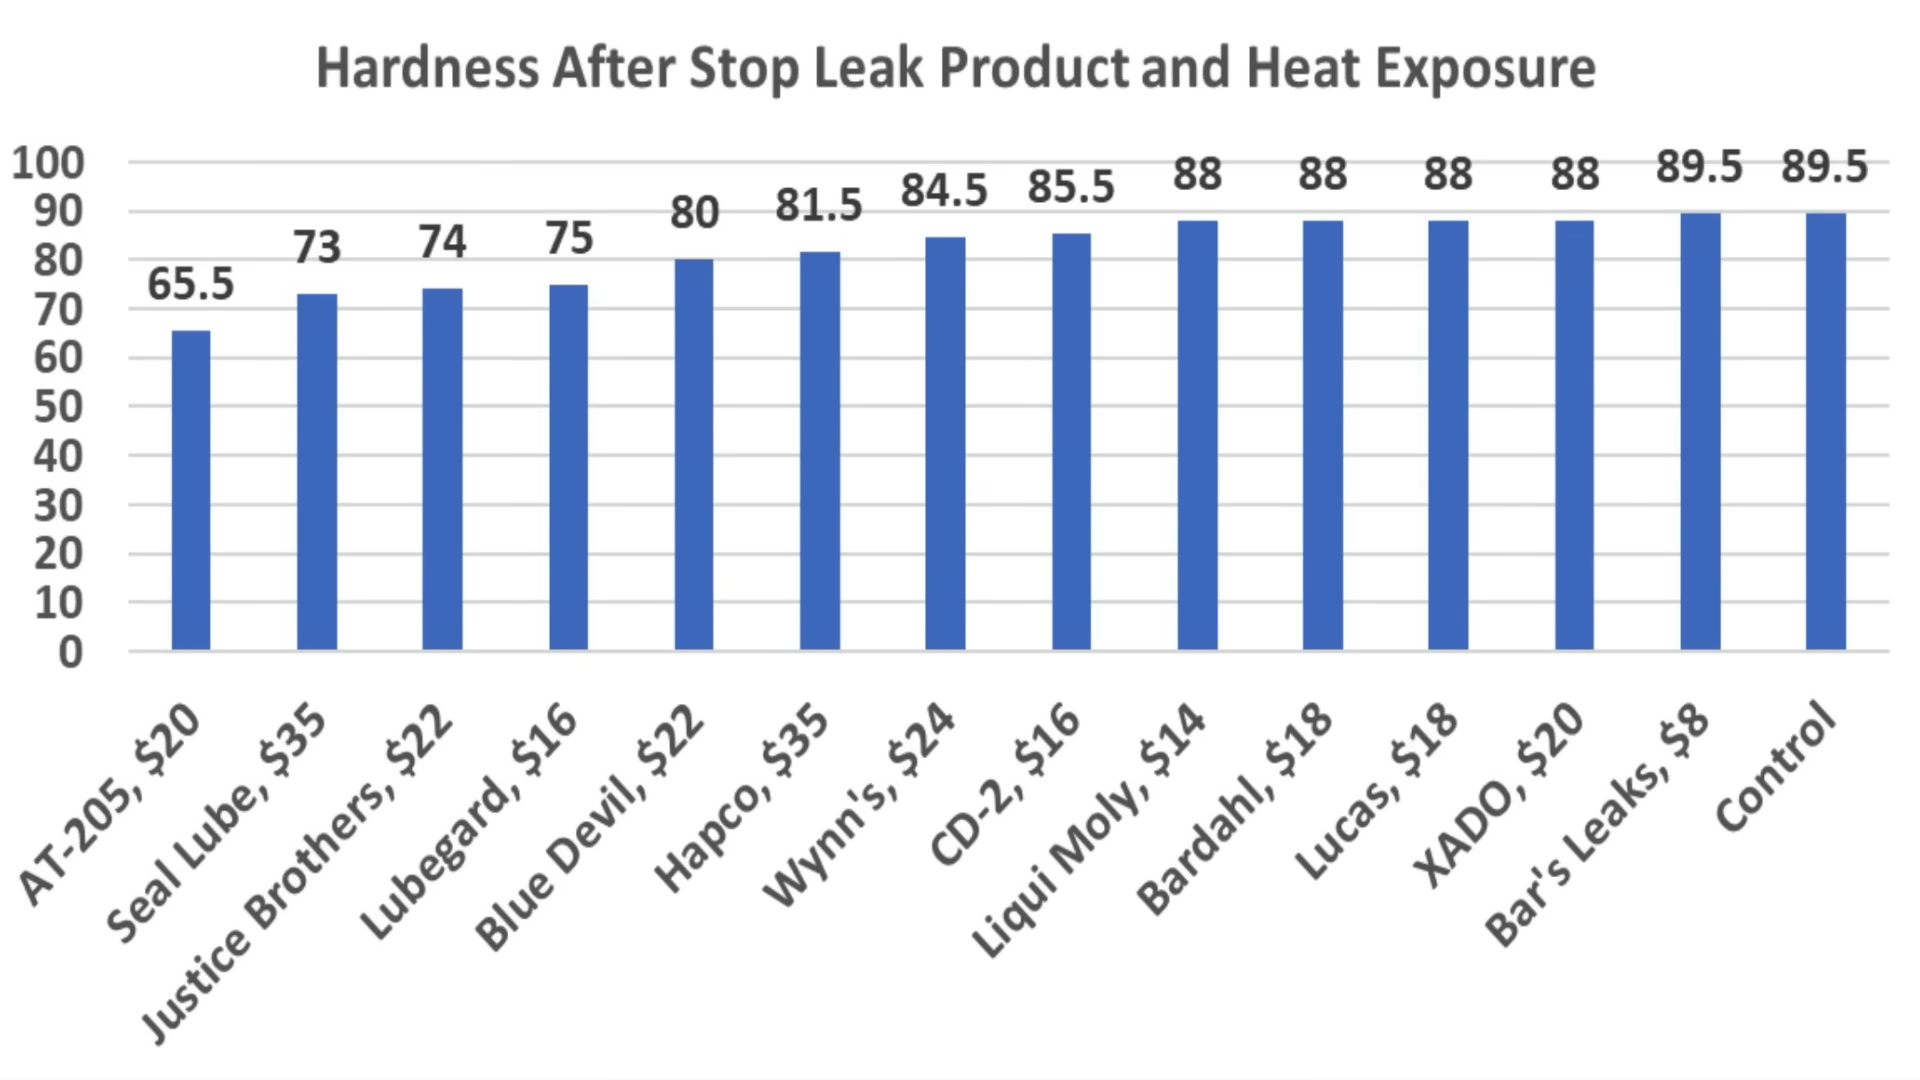 Hardness After Stop Leak Product and Heat Exposure
100
90
80
70
60
50
40
30
20
10
0
65.5
73
74
75
80
81.5
84.5
85.5
88
88
88
88
89.5
89.5
AT-205, $20
Seal Lube, $35
Justice Brothers, $22
Lubegard, $16
Blue Devil, $22
Hapco, $35
Wynn's, $24
CD-2, $16
Liqui Moly, $14
Bardahl, $18
Lucas, $18
XADO, $20
Bar's Leaks, $8
Control